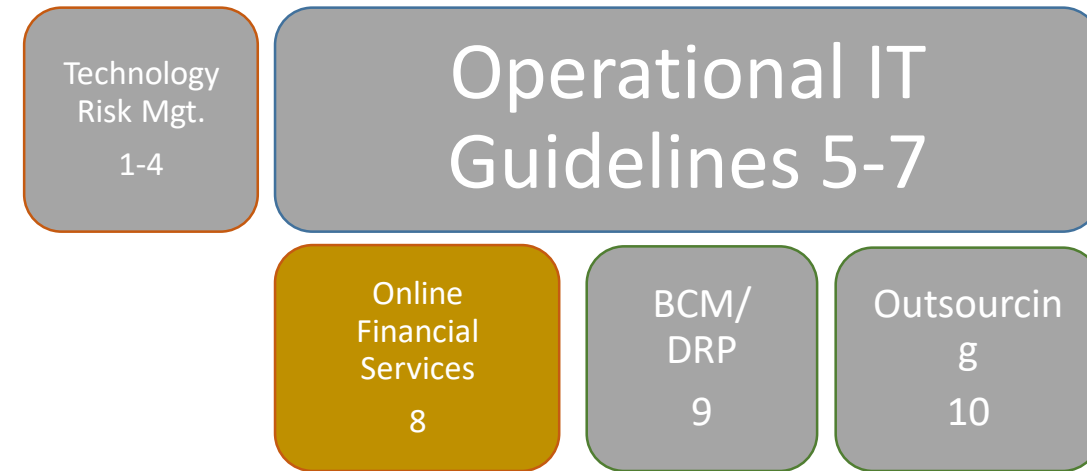 Technology
Risk Mgt.
1-4
Operational IT
Guidelines 5-7
Online
Financial
Services
8
BCM/
DRP
9
Outsourcin
g
10